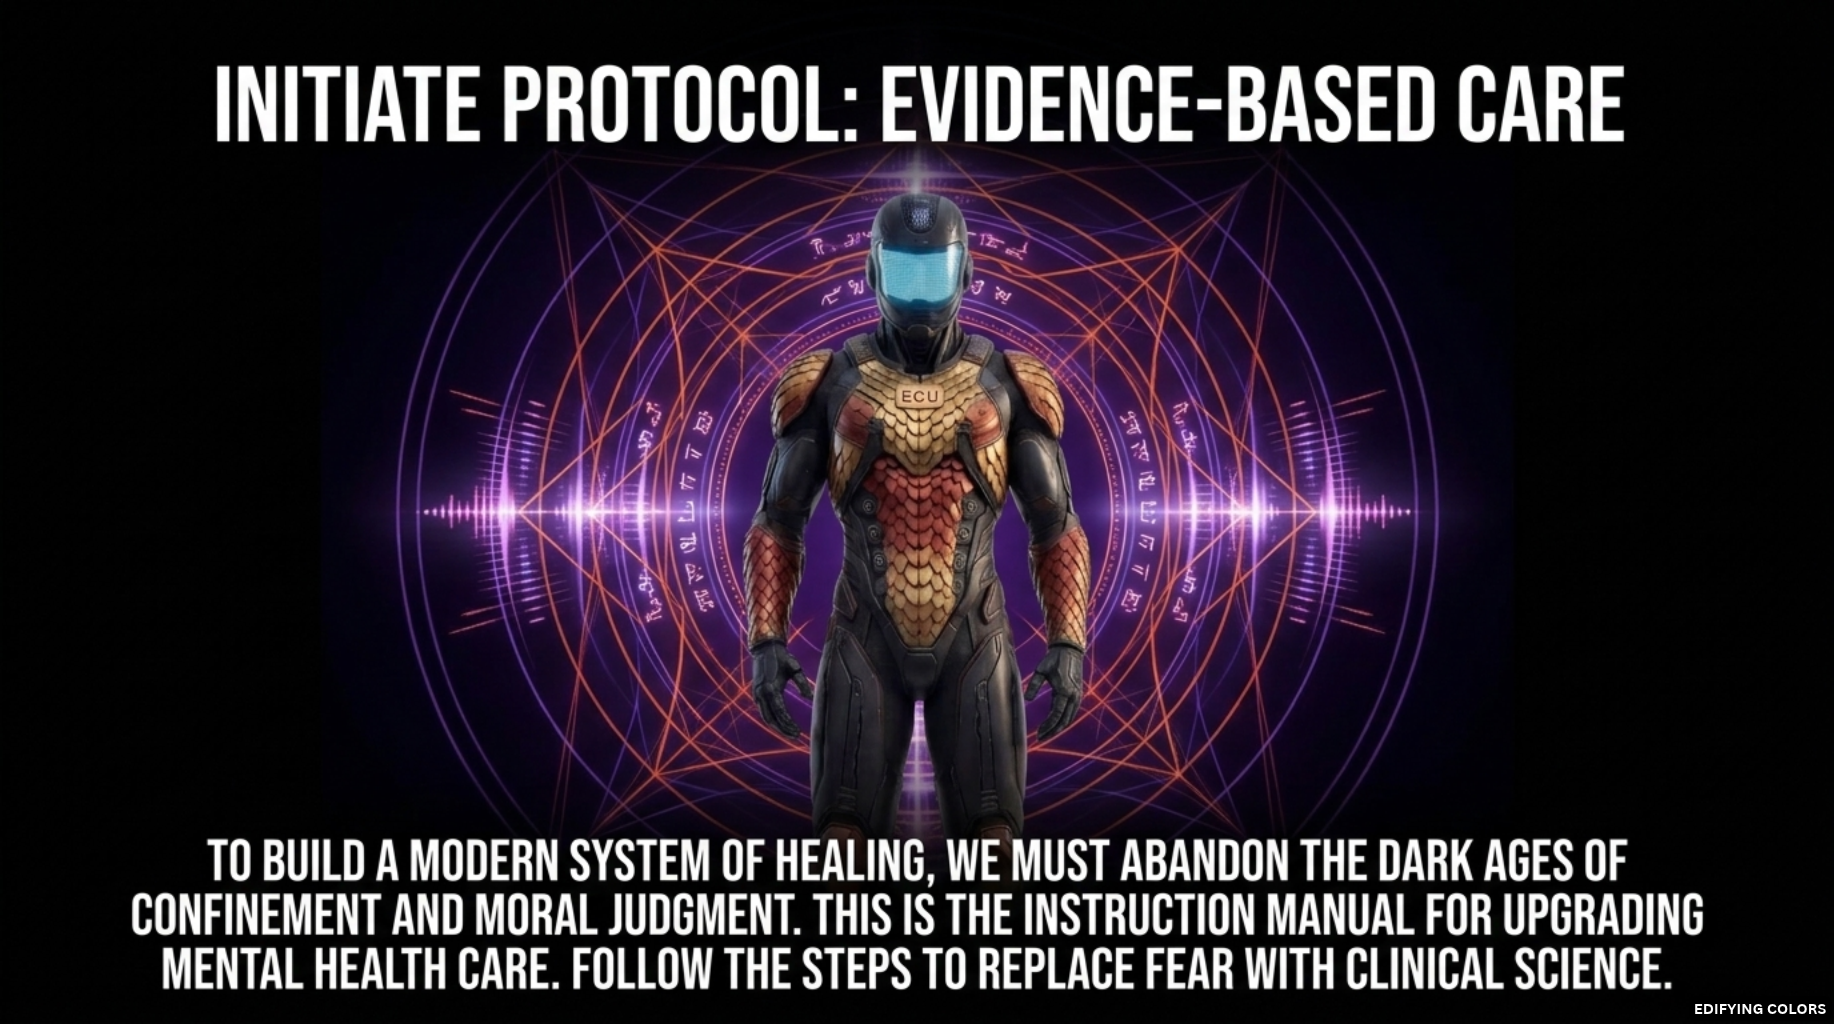 INITIATE PROTOCOL: EVIDENCE-BASED CARE
ECU
TO BUILD A MODERN SYSTEM OF HEALING, WE MUST ABANDON THE DARK AGES OF
CONFINEMENT AND MORAL JUDGMENT. THIS IS THE INSTRUCTION MANUAL FOR UPGRADING
MENTAL HEALTH CARE. FOLLOW THE STEPS TO REPLACE FEAR WITH CLINICAL SCIENCE.
EDIFYING COLORS